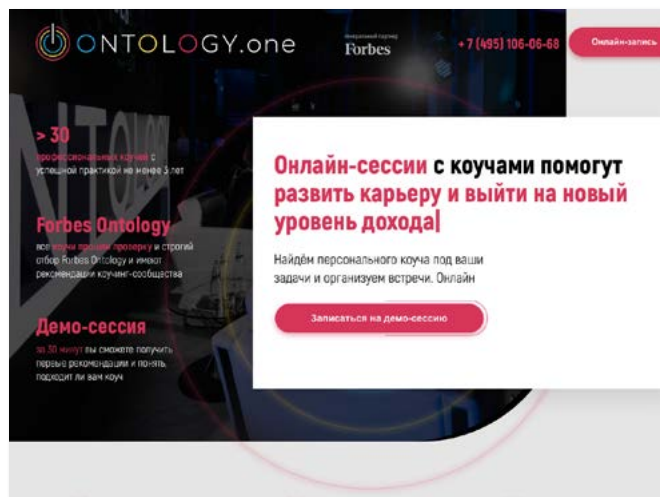 ONTOLOGY.one
генеральный партнер
Forbes
+7 (495) 106-06-68
Онлайн-запись
> 30
профессиональных коучей с
успешной практикой не менее 3 лет
Forbes Ontology
все коучи прошли проверку и строгий
отбор Forbes Ontology и имеют
рекомендации коучинг-сообщества
Демо-сессия
за 30 минут вы сможете получить
первые рекомендации и понять,
подходит ли вам коуч
Онлайн-сессии с коучами помогут
развить карьеру и выйти на новый
уровень дохода|
Найдём персонального коуча под ваши
задачи и организуем встречи. Онлайн
Записаться на демо-сессию